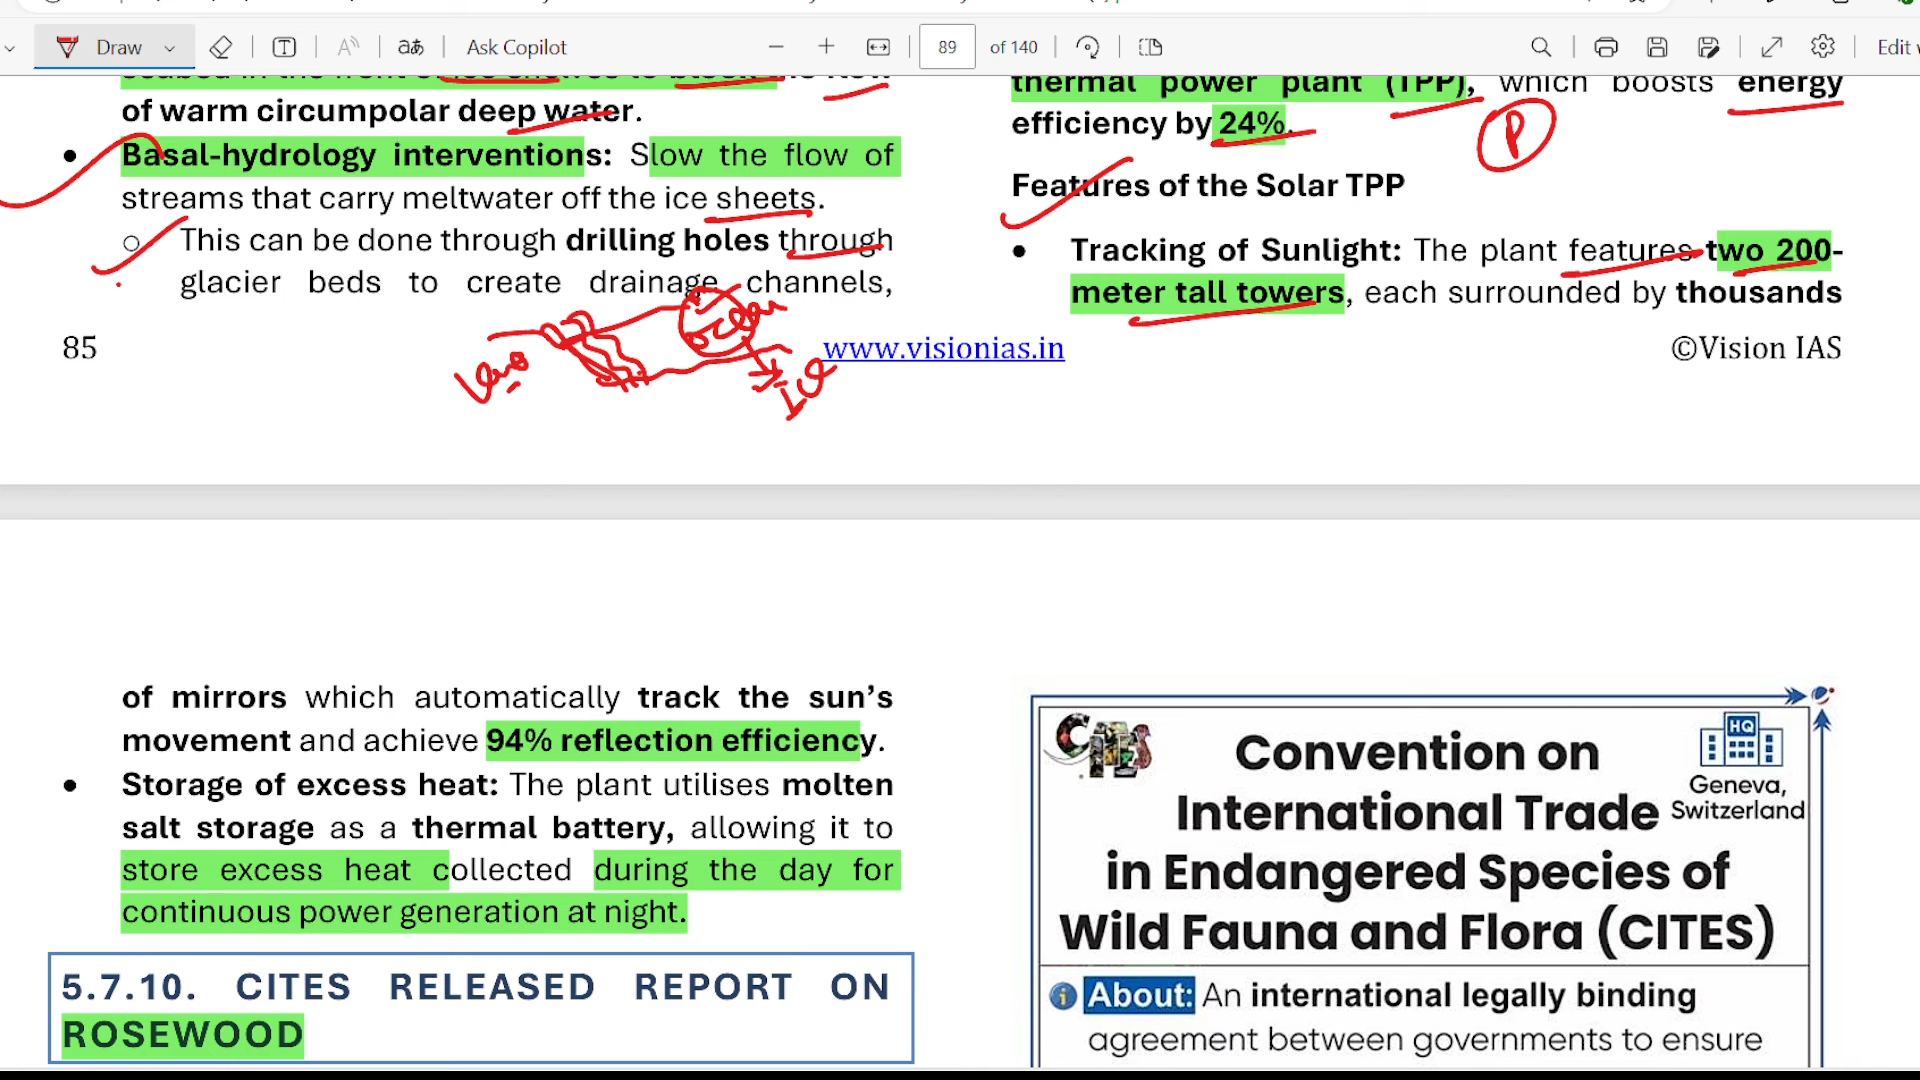 Draw
aあ
Ask Copilot
89 of 140
Edit
of warm circumpolar deep water.
Basal-hydrology interventions: Slow the flow of
streams that carry meltwater off the ice sheets.
This can be done through drilling holes through
glacier beds to create drainage channels,
ocean
Ice
85
www.visionias.in
thermal power plant (TPP), which boosts energy
efficiency by 24%.
P
Features of the Solar TPP
Tracking of Sunlight: The plant features two 200-
meter tall towers, each surrounded by thousands
©Vision IAS
of mirrors which automatically track the sun’s
movement and achieve 94% reflection efficiency.
Storage of excess heat: The plant utilises molten
salt storage as a thermal battery, allowing it to
store excess heat collected during the day for
continuous power generation at night.
5.7.10. CITES RELEASED REPORT ON
ROSEWOOD
CITES
HQ
Geneva,
Switzerland
Convention on
International Trade
in Endangered Species of
Wild Fauna and Flora (CITES)
i About: An international legally binding
agreement between governments to ensure